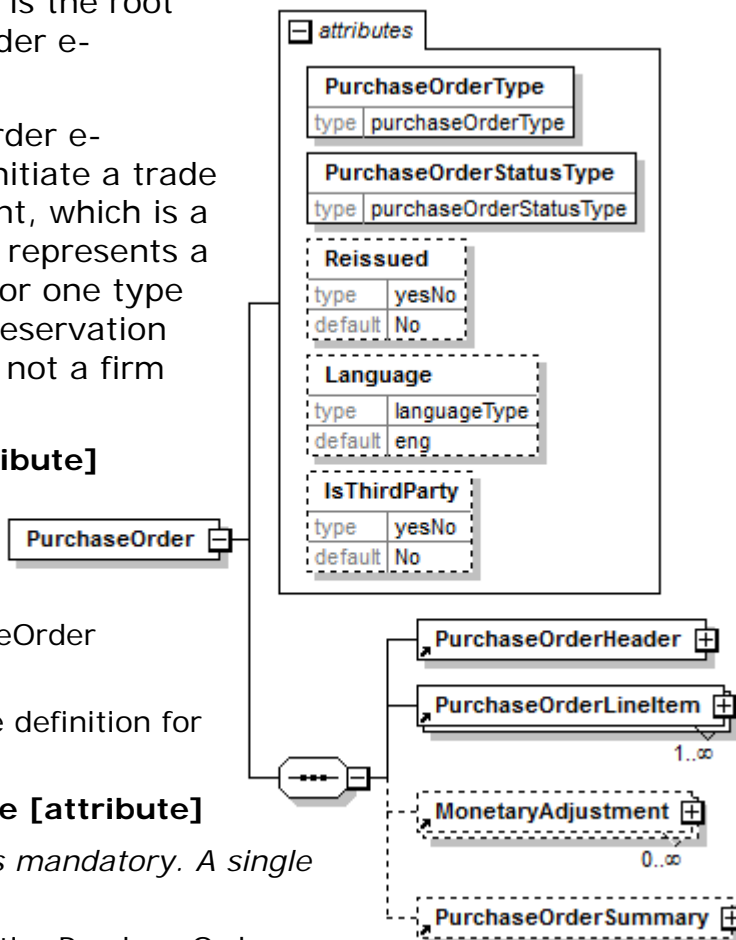 is the root
der e-
rder e-
nitiate a trade
nt, which is a
represents a
or one type
eservation
not a firm
ribute]
eOrder
e definition for
e [attribute]
s mandatory. A single
attributes
PurchaseOrderType
type purchaseOrderType
PurchaseOrderStatusType
type purchaseOrderStatusType
Reissued
type yesNo
default No
Language
type languageType
default eng
IsThirdParty
type yesNo
default No
PurchaseOrder
PurchaseOrderHeader
PurchaseOrderLineItem
1..∞
MonetaryAdjustment
0..∞
PurchaseOrderSummary